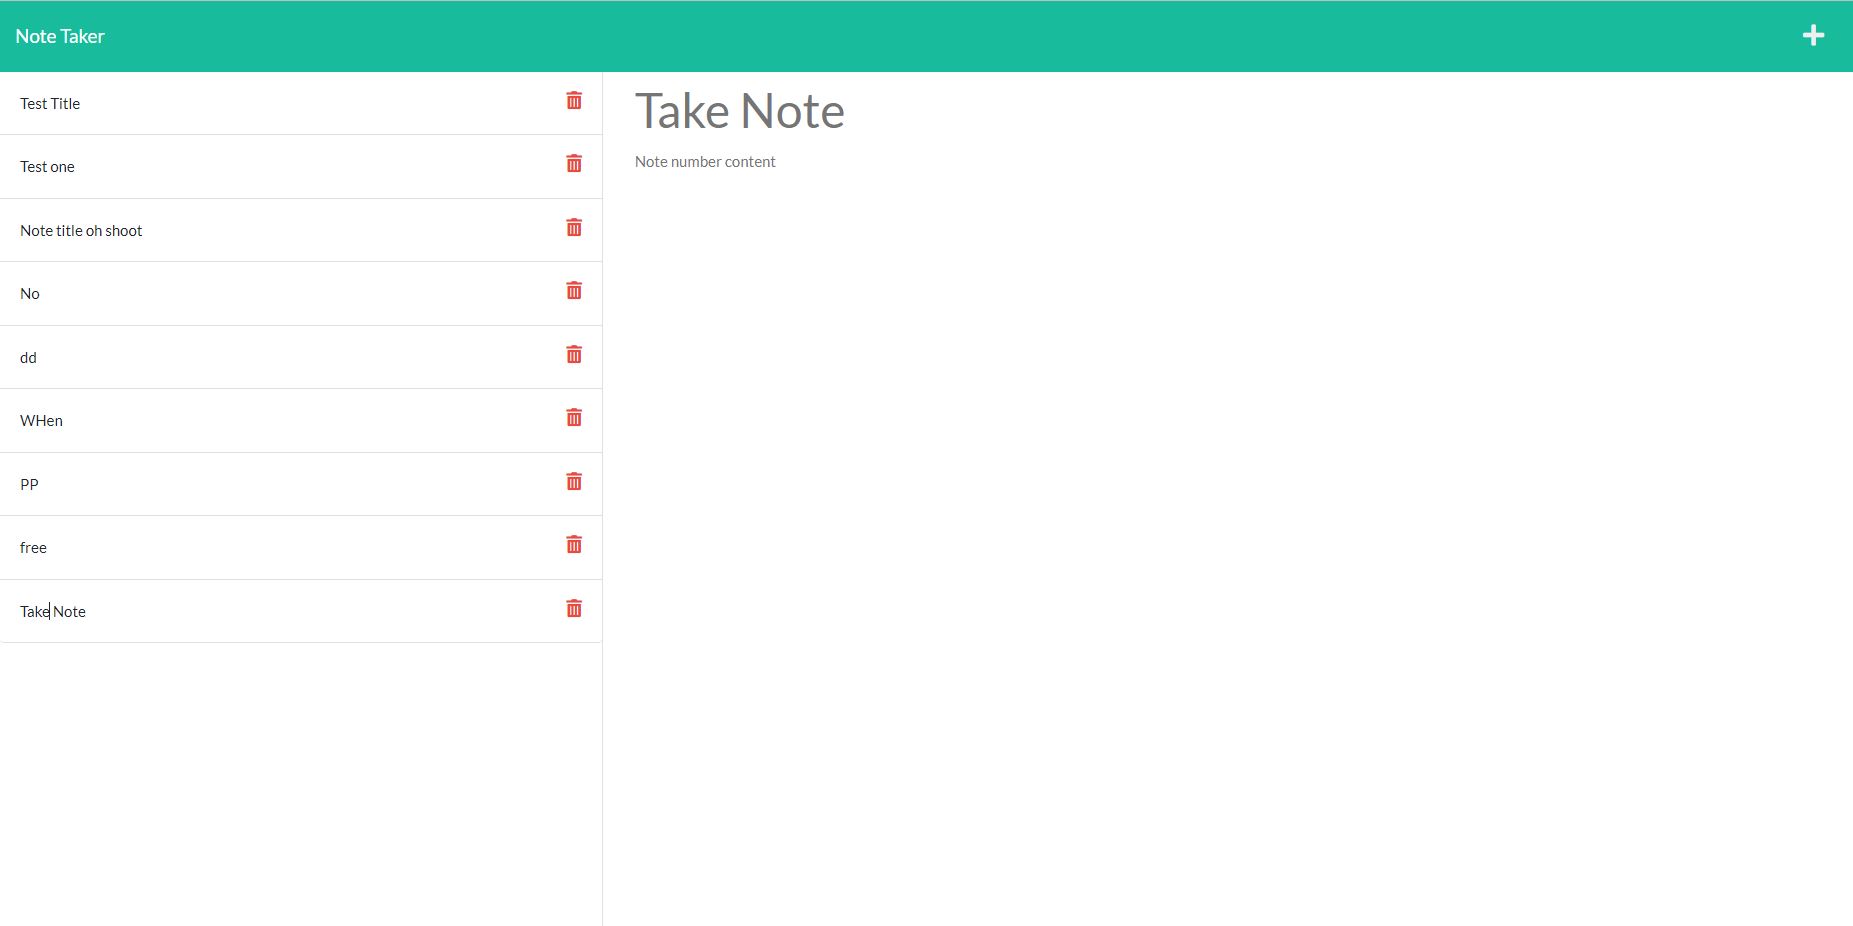 Note Taker
Test Title
Test one
Note title oh shoot
No
dd
WHen
PP
free
Take Note
Take Note
Note number content